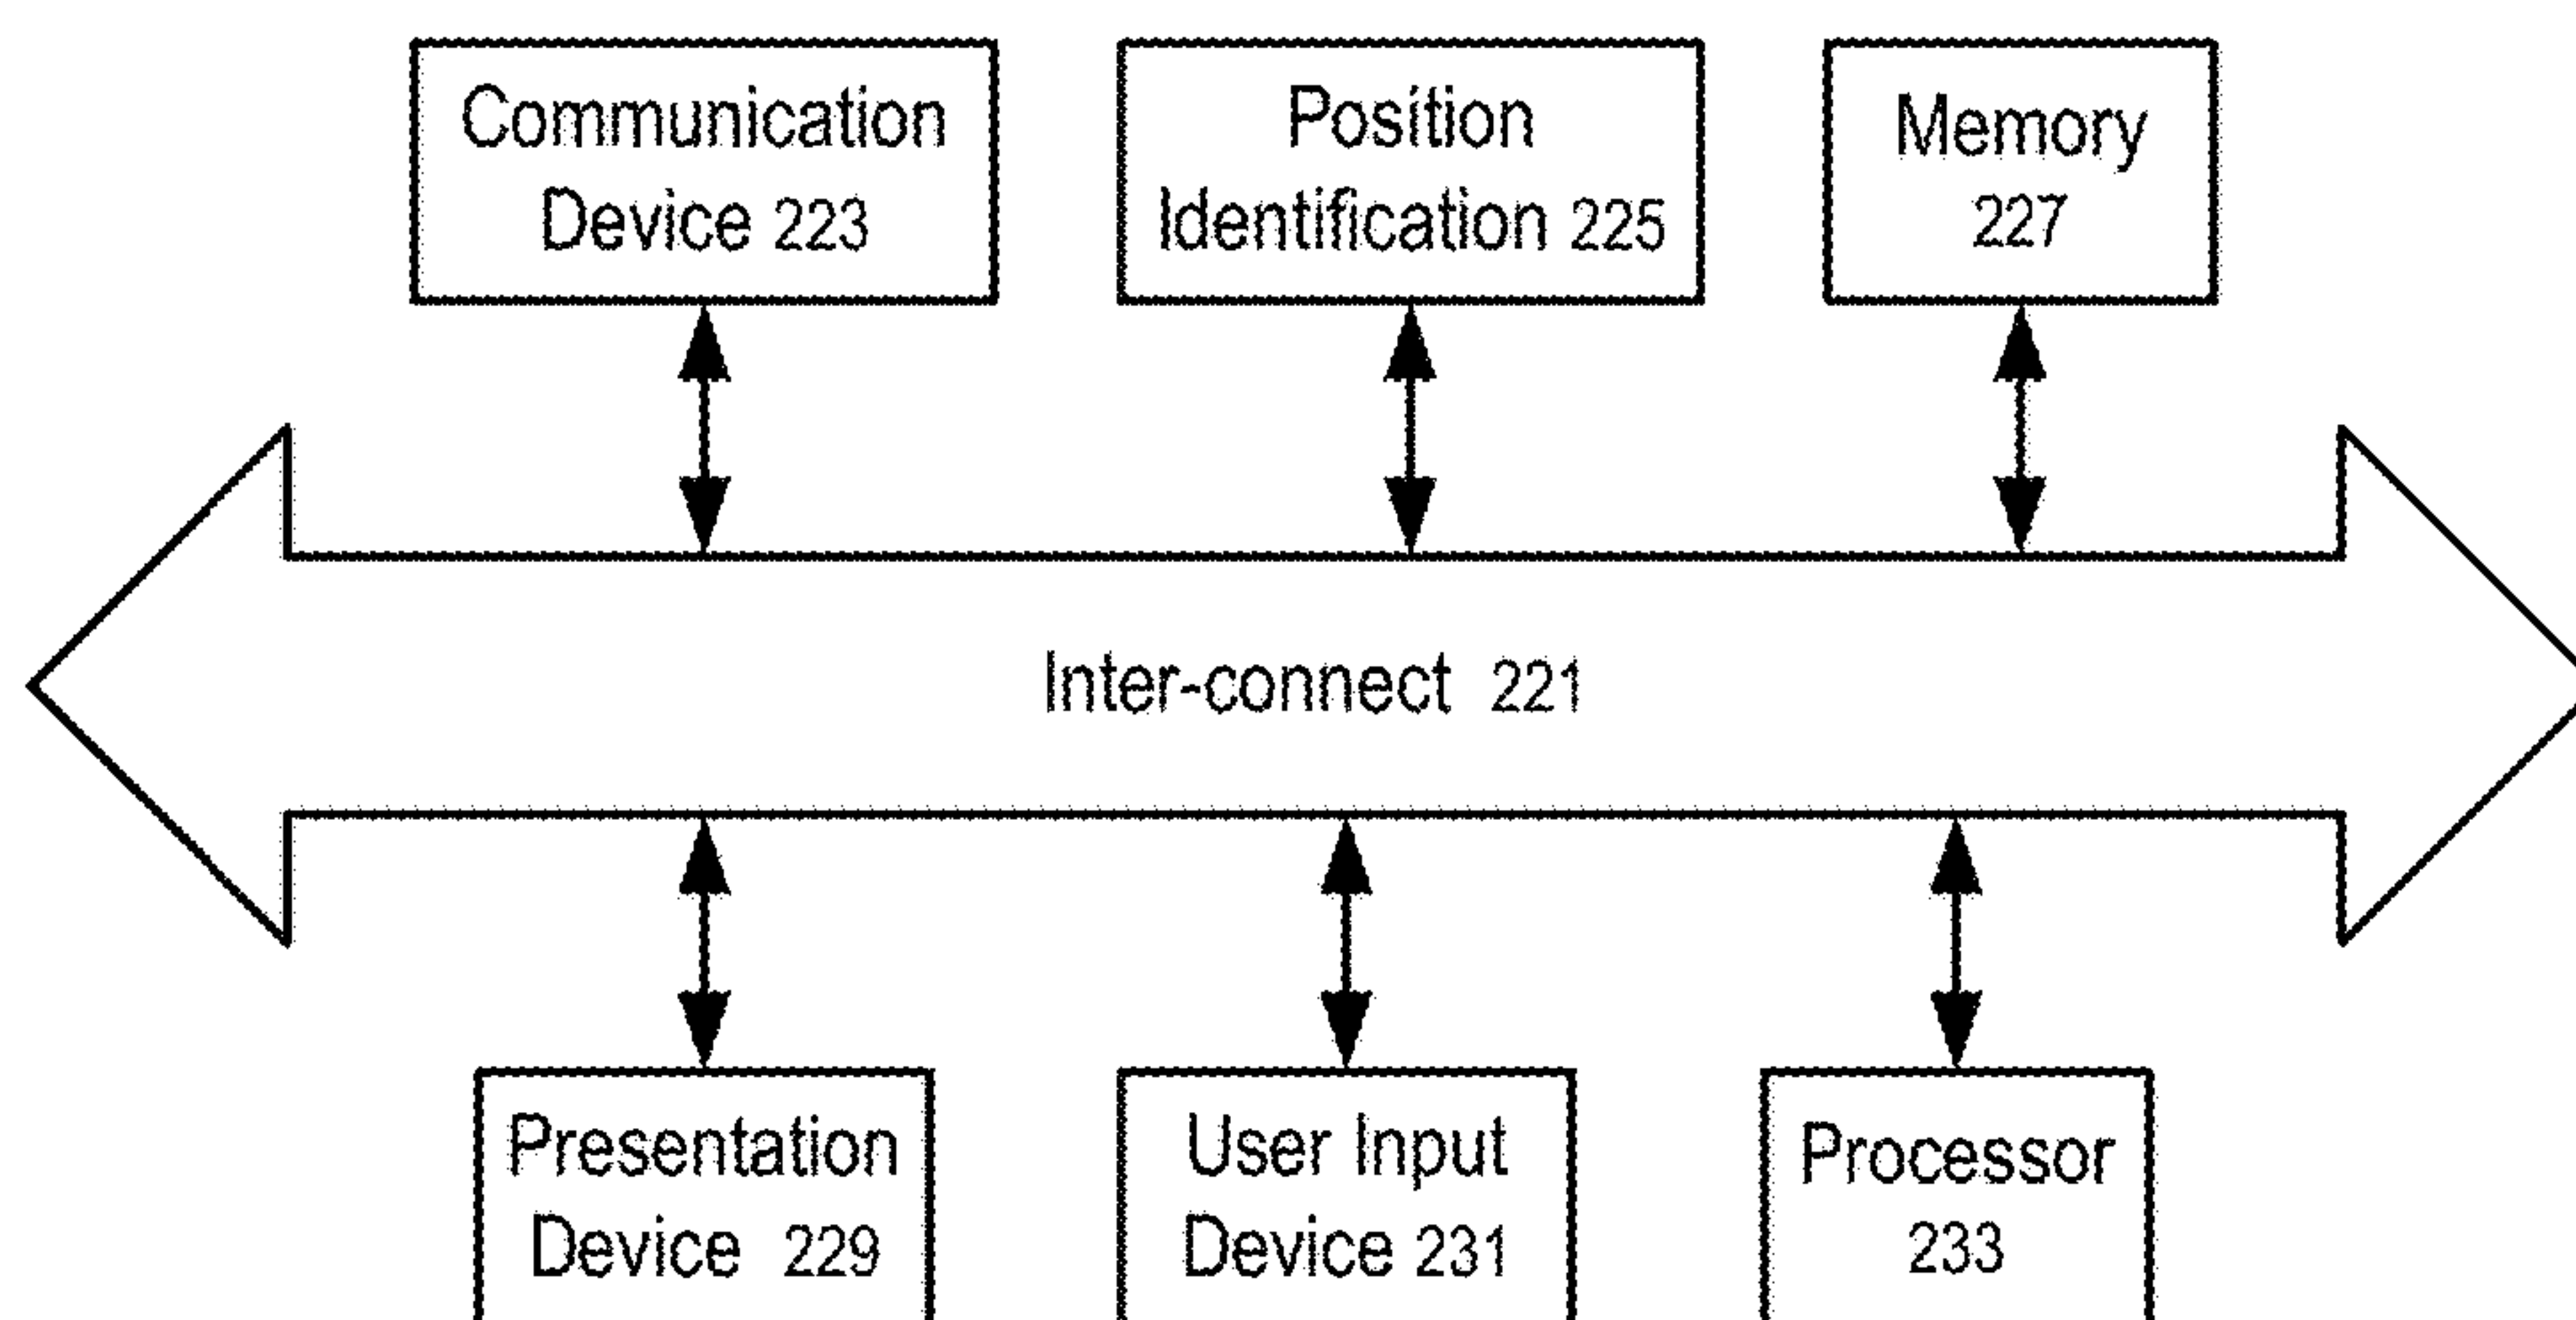 Communication
Device 223
Position
Identification 225
Memory
227
Inter-connect 221
Presentation
Device 229
User Input
Device 231
Processor
233